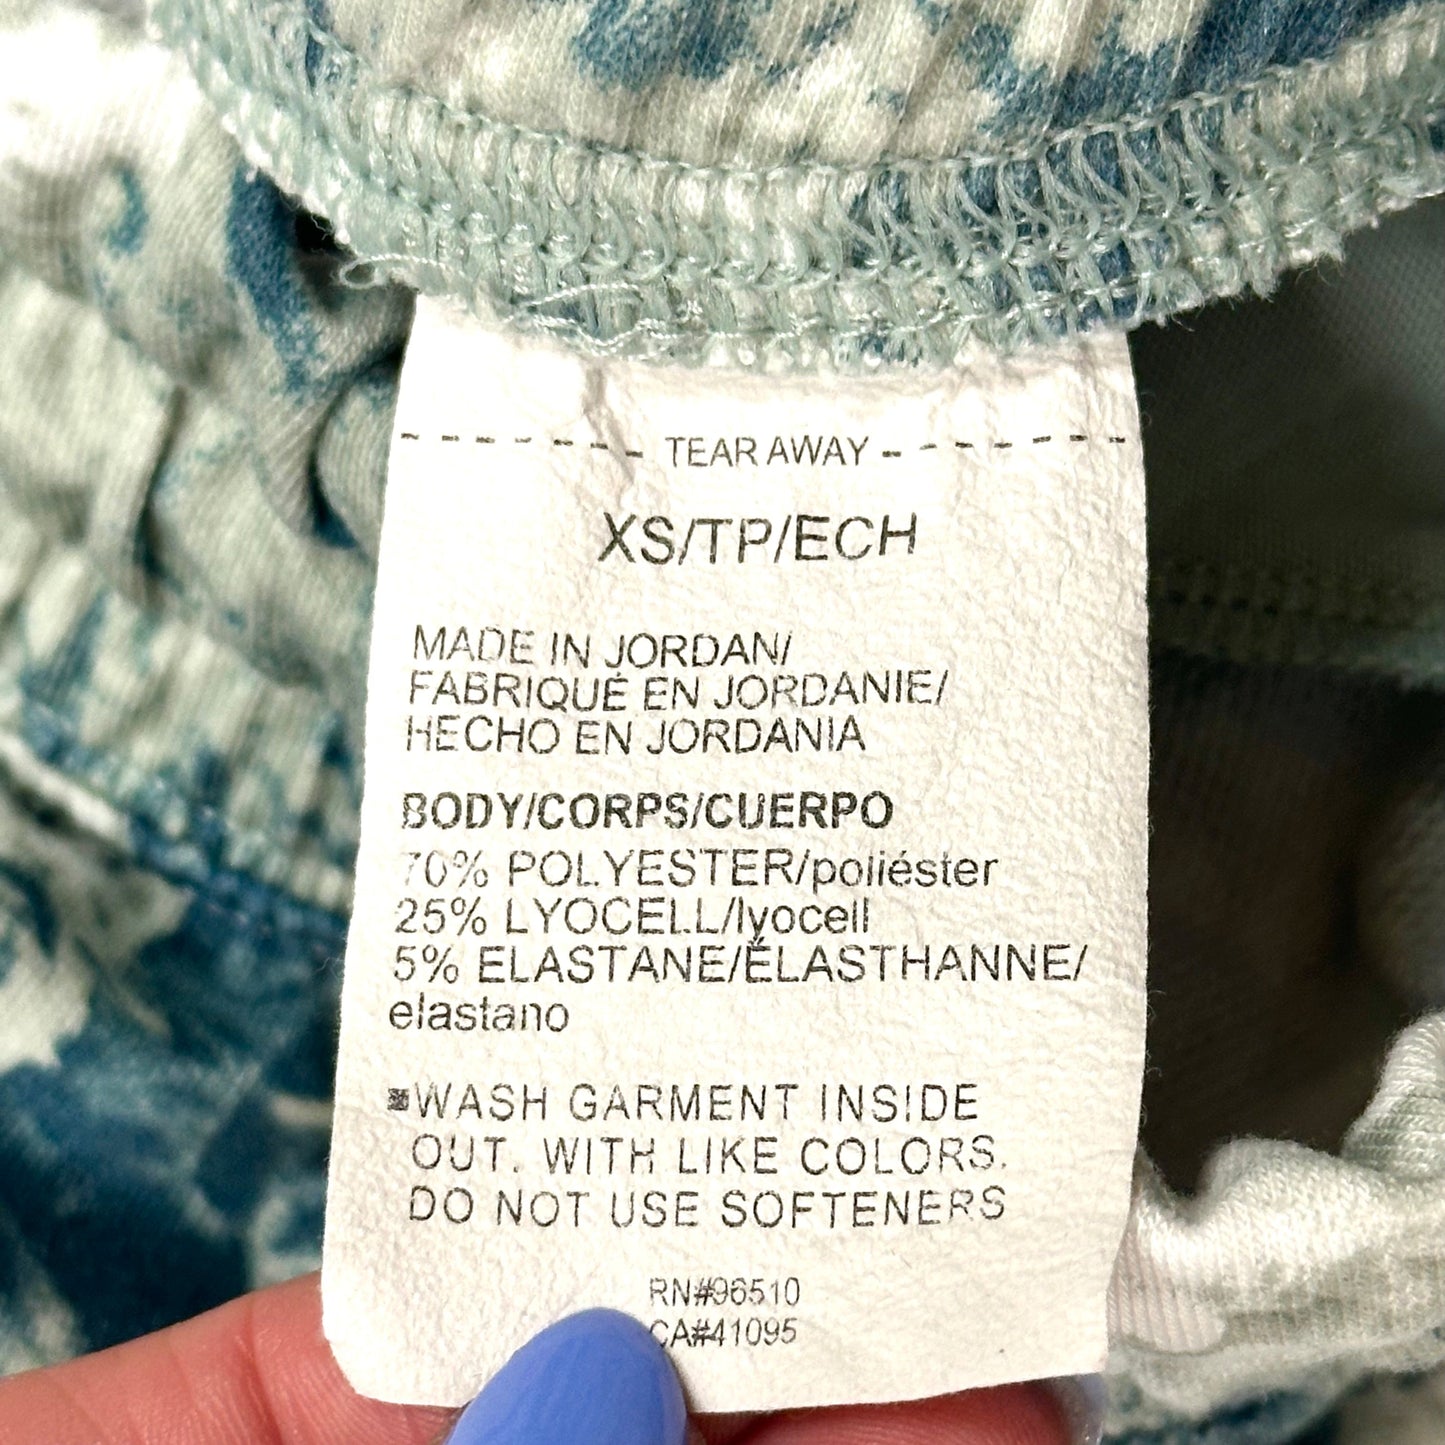 TEAR AWAY
XS/TP/ECH
MADE IN JORDAN/
FABRIQUÉ EN JORDANIE/
HECHO EN JORDANIA
BODY/CORPS/CUERPO
70% POLYESTER/poliéster
25% LYOCELL/lyocell
5% ELASTANE/ÉLASTHANNE/
elastano
WASH GARMENT INSIDE
OUT. WITH LIKE COLORS.
DO NOT USE SOFTENERS
RN#96510
CA#41095